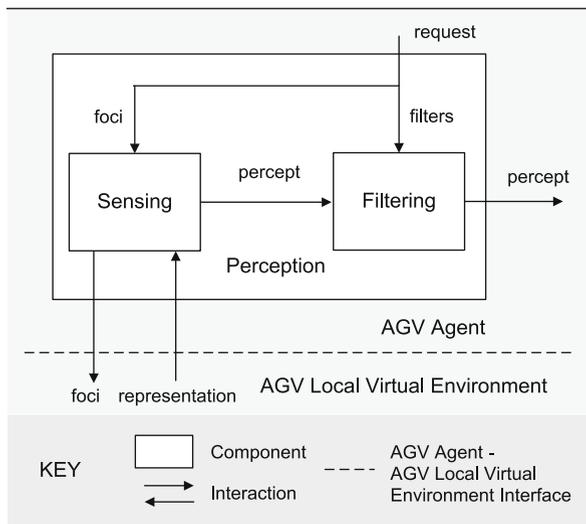 request
foci
filters
Sensing
percept
Filtering
percept
Perception
AGV Agent
foci representation
AGV Local Virtual Environment
KEY
Component
Interaction
AGV Agent -
AGV Local Virtual
Environment Interface